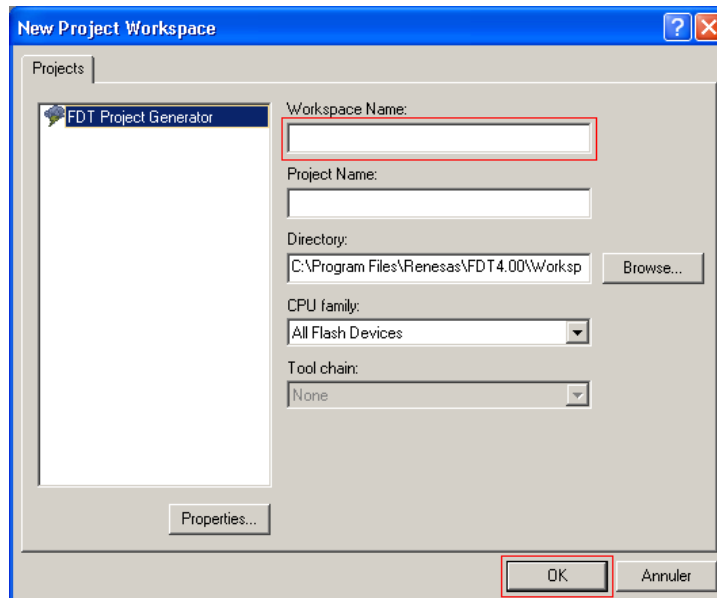 New Project Workspace
Projects
FDT Project Generator
Workspace Name:
Project Name:
Directory:
C:\Program Files\Renesas\FDT4.00\Worksp
Browse...
CPU family:
All Flash Devices
Tool chain:
None
Properties...
OK
Annuler